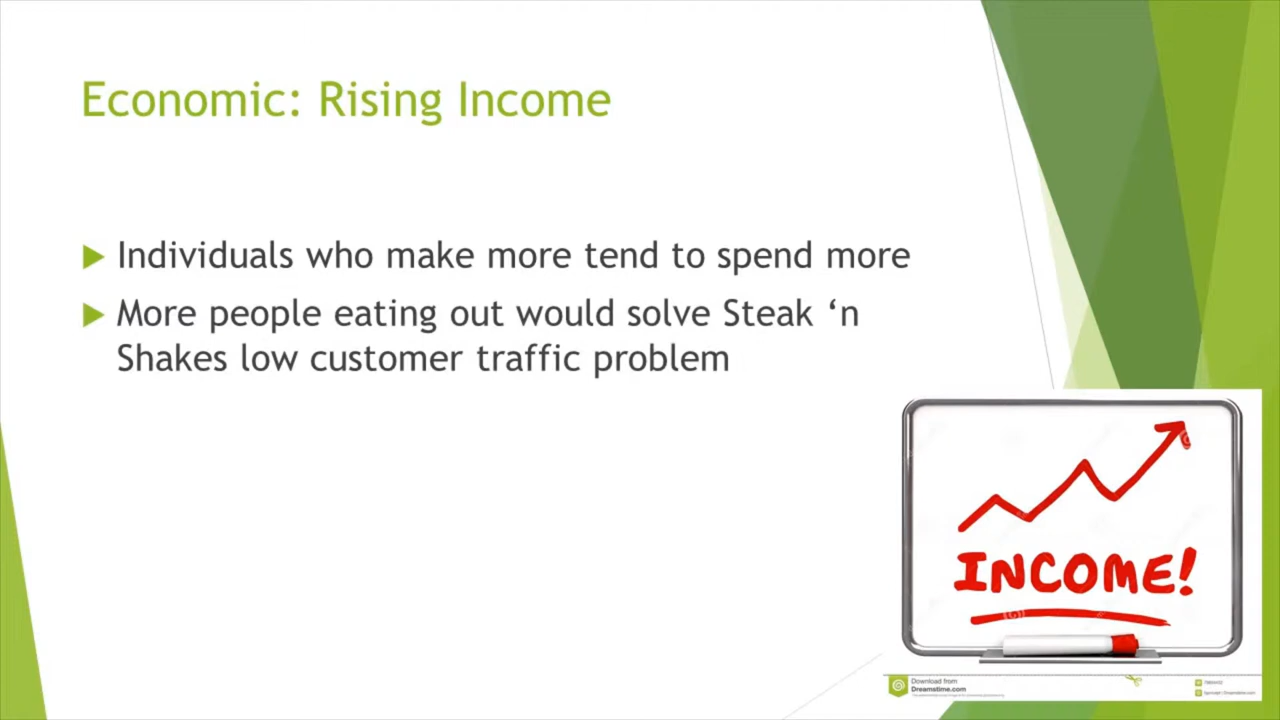 Economic: Rising Income
Individuals who make more tend to spend more
More people eating out would solve Steak ‘n
Shakes low customer traffic problem
INCOME!
Download from
Dreamstime.com